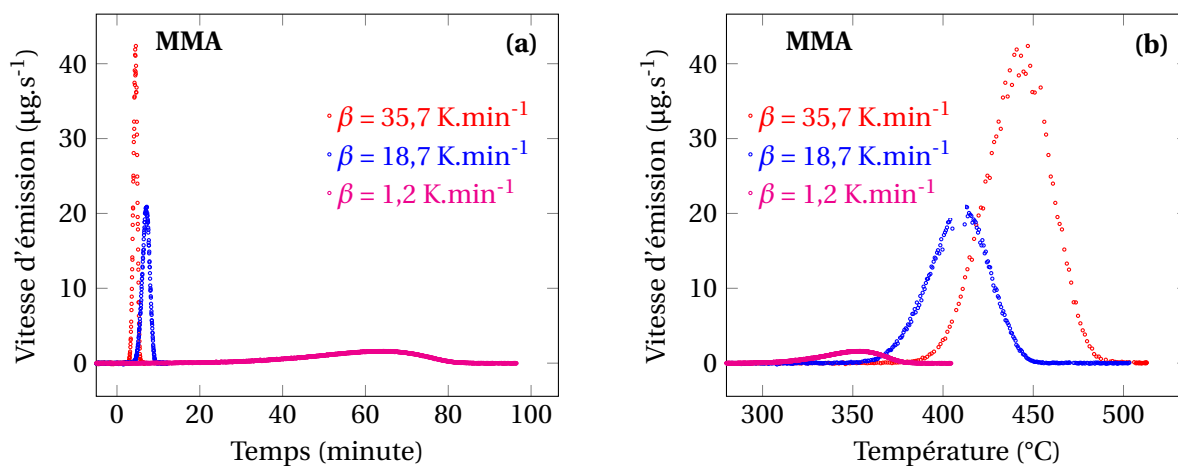 MMA
(a)
Vitesse d'émission (µg.s-1)
40
30
20
10
0
β = 35,7 K.min-1
β = 18,7 K.min-1
β = 1,2 K.min-1
0 20 40 60 80 100
Temps (minute)
MMA
(b)
Vitesse d'émission (µg.s-1)
40
30
20
10
0
β = 35,7 K.min-1
β = 18,7 K.min-1
β = 1,2 K.min-1
300 350 400 450 500
Température (°C)